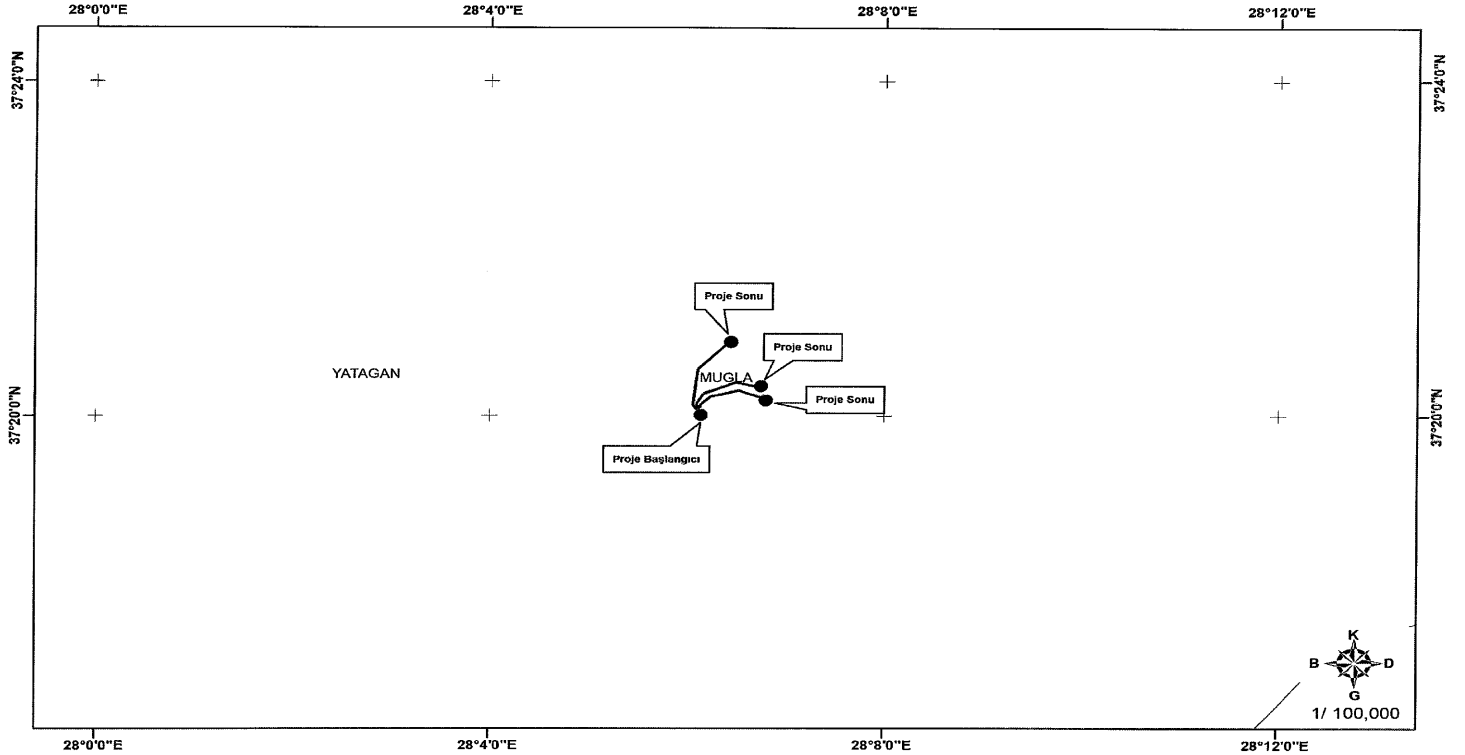 28°0'0"E
28°4'0"E
28°8'0"E
28°12'0"E
37°24'0"N
37°24'0"N
Proje Sonu
Proje Sonu
YATAGAN
MUGLA
Proje Sonu
37°20'0"N
37°20'0"N
Proje Başlangıcı
K
B
D
G
1/ 100,000
28°0'0"E
28°4'0"E
28°8'0"E
28°12'0"E